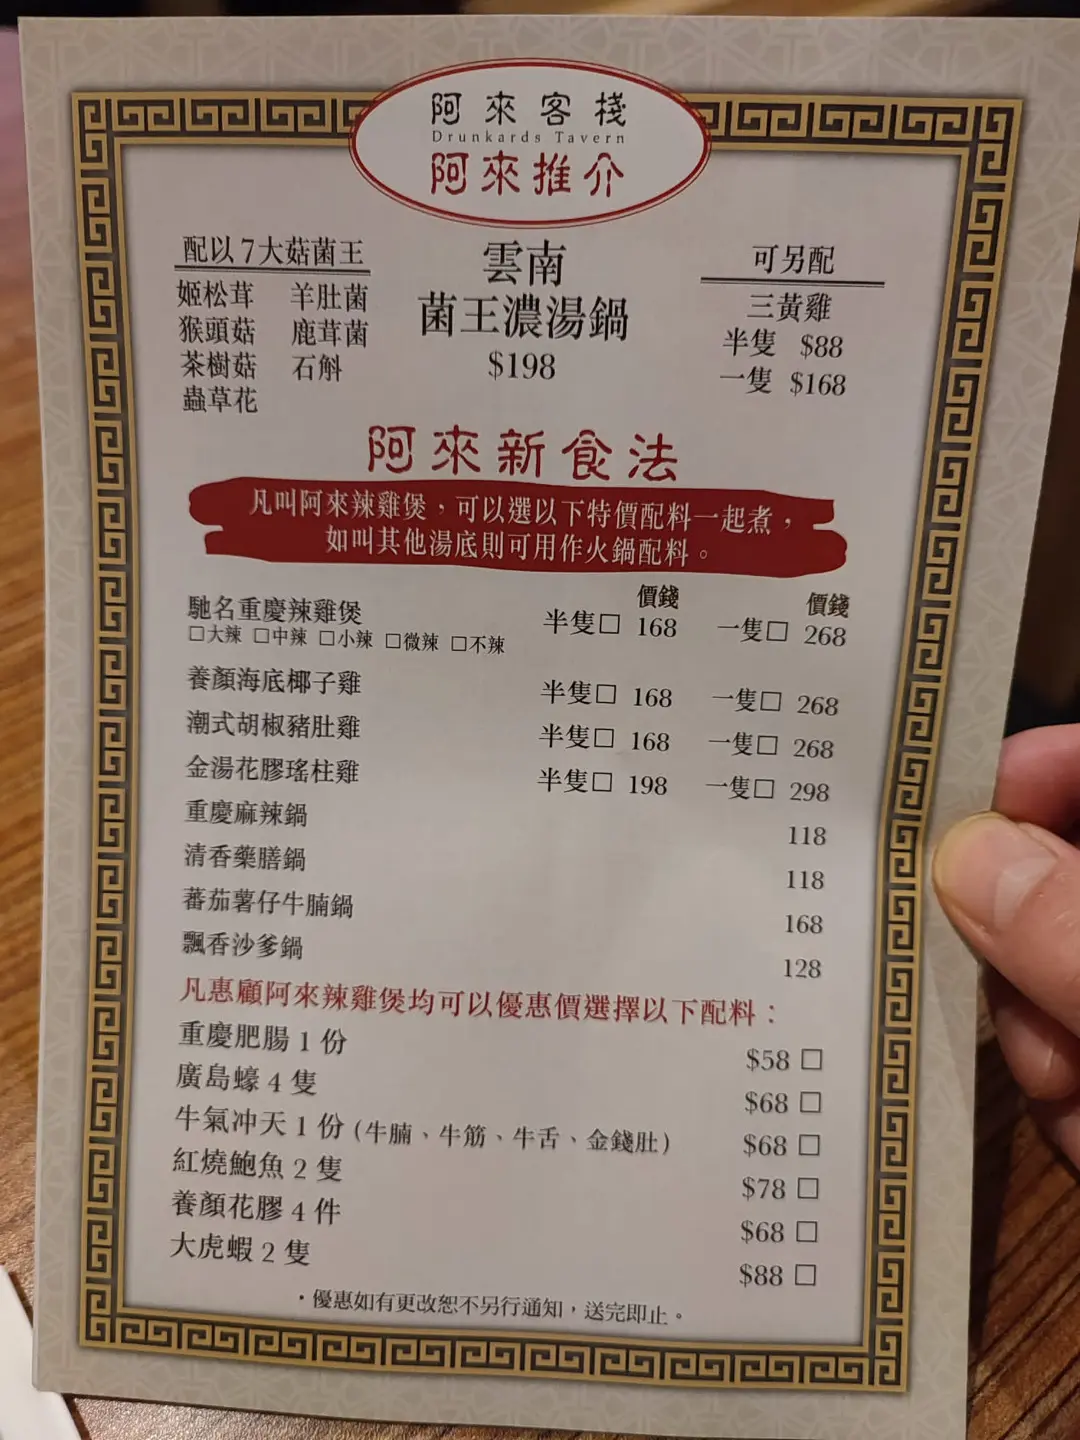 阿來客棧
Drunkards Tavern
阿來推介
配以7大菇菌王
姬松茸 羊肚菌
猴頭菇 鹿茸菌
茶樹菇 石斛
蟲草花
雲南
菌王濃湯鍋
$198
可另配
三黃雞
半隻 $88
一隻 $168
阿來新食法
凡叫阿來辣雞煲，可以選以下特價配料一起煮，
如叫其他湯底則可用作火鍋配料。
價錢 價錢
馳名重慶辣雞煲 半隻□ 168 一隻□ 268
□大辣 □中辣 □小辣 □微辣 □不辣
養顏海底椰子雞 半隻□ 168 一隻□ 268
潮式胡椒豬肚雞 半隻□ 168 一隻□ 268
金湯花膠瑤柱雞 半隻□ 198 一隻□ 298
重慶麻辣鍋 118
清香藥膳鍋 118
蕃茄薯仔牛腩鍋 168
飄香沙爹鍋 128
凡惠顧阿來辣雞煲均可以優惠價選擇以下配料：
重慶肥腸 1 份 $58 □
廣島蠔 4 隻 $68 □
牛氣冲天 1 份 (牛腩、牛筋、牛舌、金錢肚) $68 □
紅燒鮑魚 2 隻 $78 □
養顏花膠 4 件 $68 □
大虎蝦 2 隻 $88 □
・優惠如有更改恕不另行通知，送完即止。